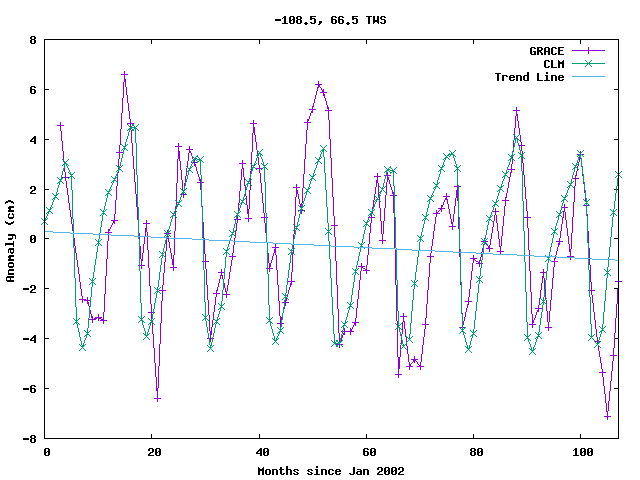 -108.5, 66.5 TWS
GRACE
CLM
Trend Line
8
6
4
2
0
-2
-4
-6
-8
Anomaly (cm)
0 20 40 60 80 100
Months since Jan 2002